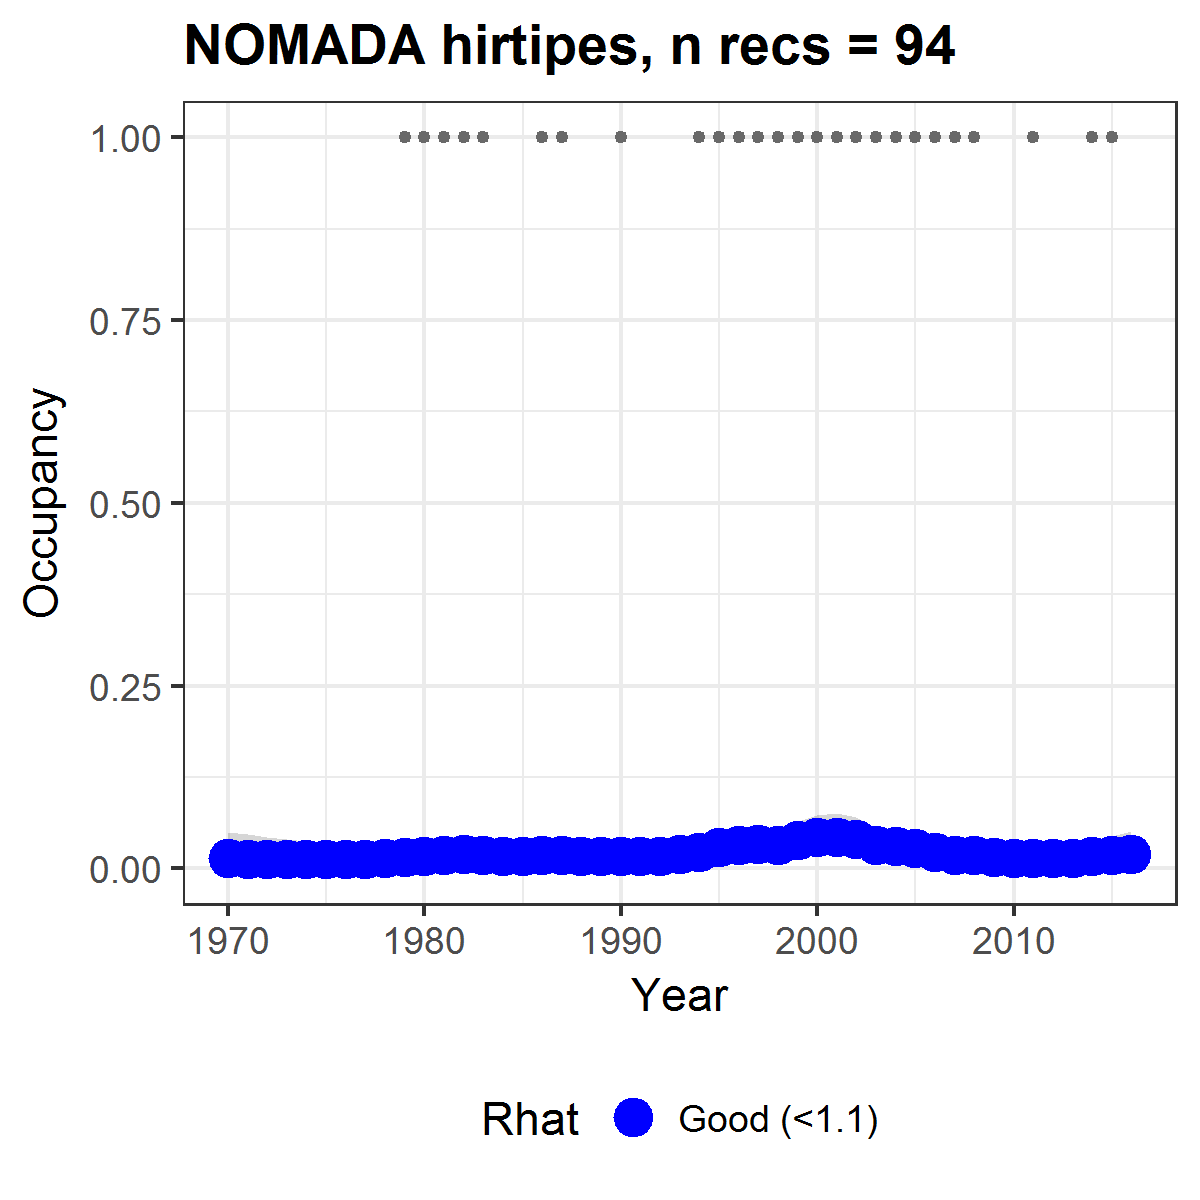 NOMADA hirtipes, n recs = 94
1.00
0.75
0.50
0.25
0.00
Occupancy
1970 1980 1990 2000 2010
Year
Rhat Good (<1.1)